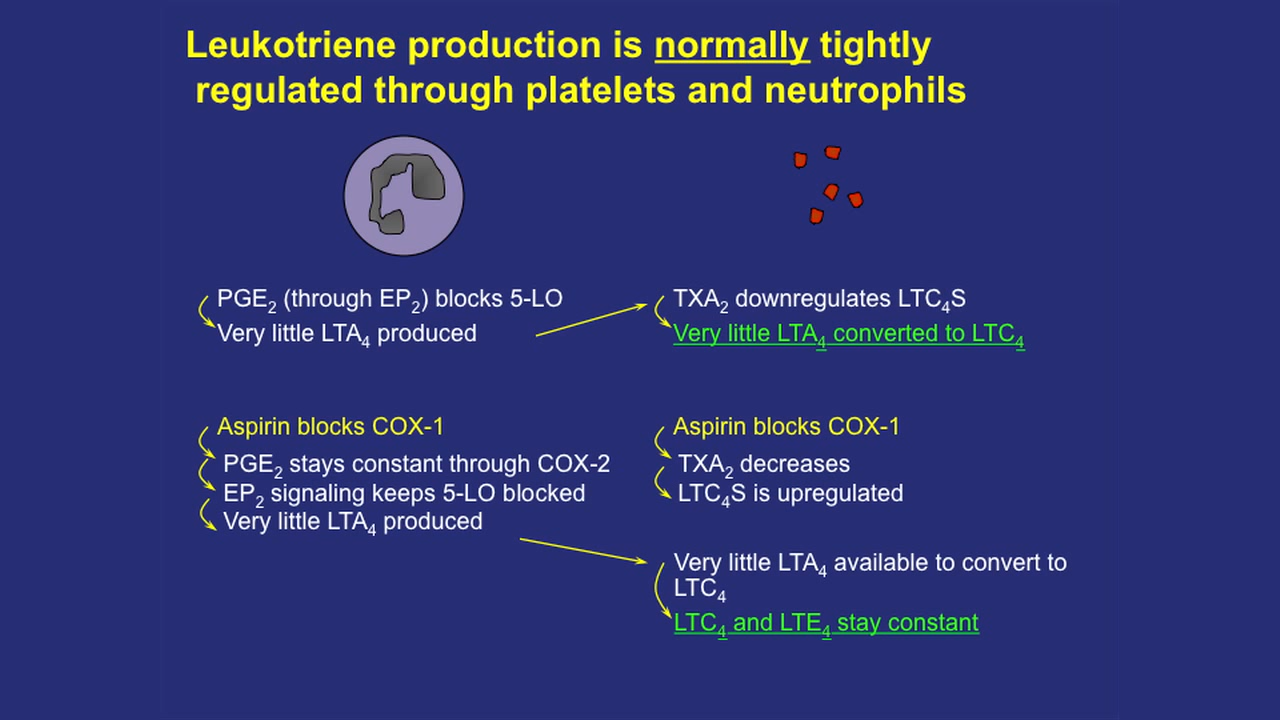 Leukotriene production is normally tightly
regulated through platelets and neutrophils
PGE₂ (through EP₂) blocks 5-LO
Very little LTA₄ produced
TXA₂ downregulates LTC₄S
Very little LTA₄ converted to LTC₄
Aspirin blocks COX-1
PGE₂ stays constant through COX-2
EP₂ signaling keeps 5-LO blocked
Very little LTA₄ produced
Aspirin blocks COX-1
TXA₂ decreases
LTC₄S is upregulated
Very little LTA₄ available to convert to
LTC₄
LTC₄ and LTE₄ stay constant